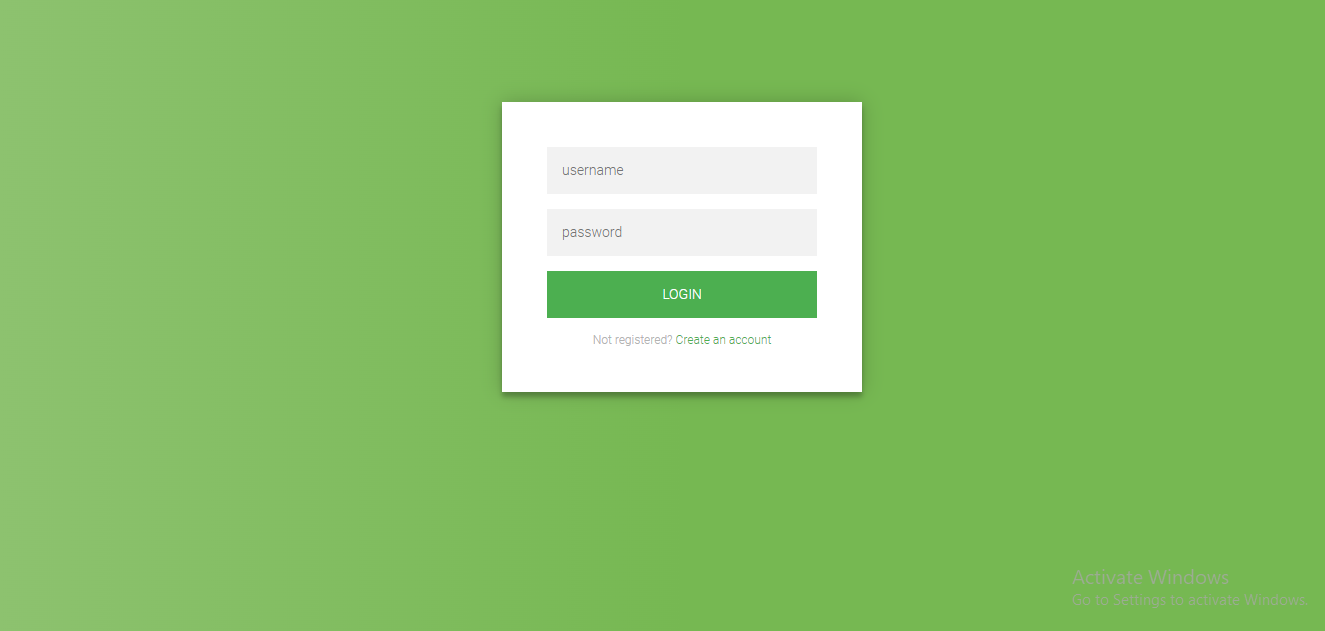 username
password
LOGIN
Not registered? Create an account
Activate Windows
Go to Settings to activate Windows.